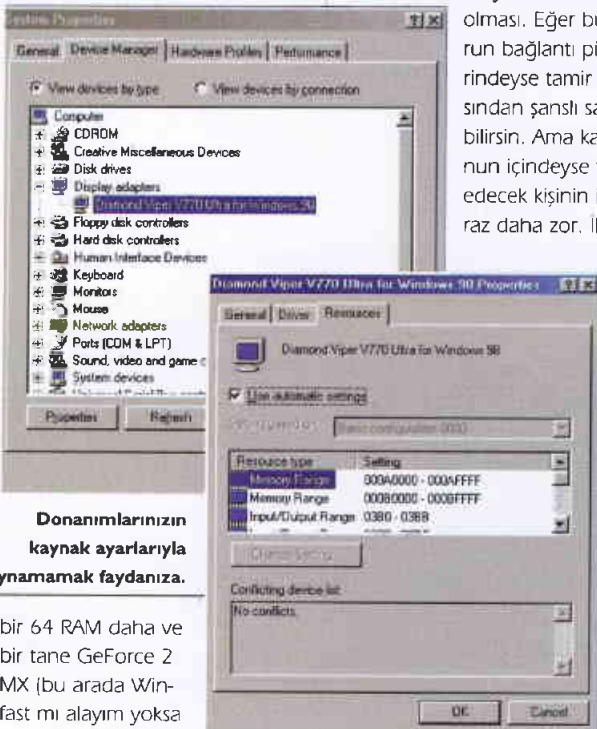 System Properties
General Device Manager Hardware Profiles Performance
View devices by type View devices by connection
Computer
CDROM
Creative Miscellaneous Devices
Disk drives
Display adapters
Diamond Viper V770 Ultra for Windows 98
Floppy disk controllers
Hard disk controllers
Human Interface Devices
Keyboard
Monitors
Mouse
Network adapters
Ports (COM & LPT)
Sound, video and game c
System devices
Properties Refresh
olması. Eğer bu
run bağlantı pi
rindeyse tamir
sından şanslı sa
bilirsin. Ama ka
nun içindeyse
edecek kişinin i
raz daha zor.
Diamond Viper V770 Ultra for Windows 98 Properties
General Driver Resources
Diamond Viper V770 Ultra for Windows 98
Use automatic settings
Basic configuration 0000
Resource type Setting
Memory Range 000A0000 - 000AFFFF
Memory Range 000B0000 - 000BFFFF
Input/Output Range 03B0 - 03BB
Change Setting
Conflicting device list:
No conflicts.
OK Cancel
Donanımlarınızın
kaynak ayarlarıyla
ynamamak faydanıza.
bir 64 RAM daha ve
bir tane GeForce 2
MX (bu arada Win-
fast mı alayım yoksa